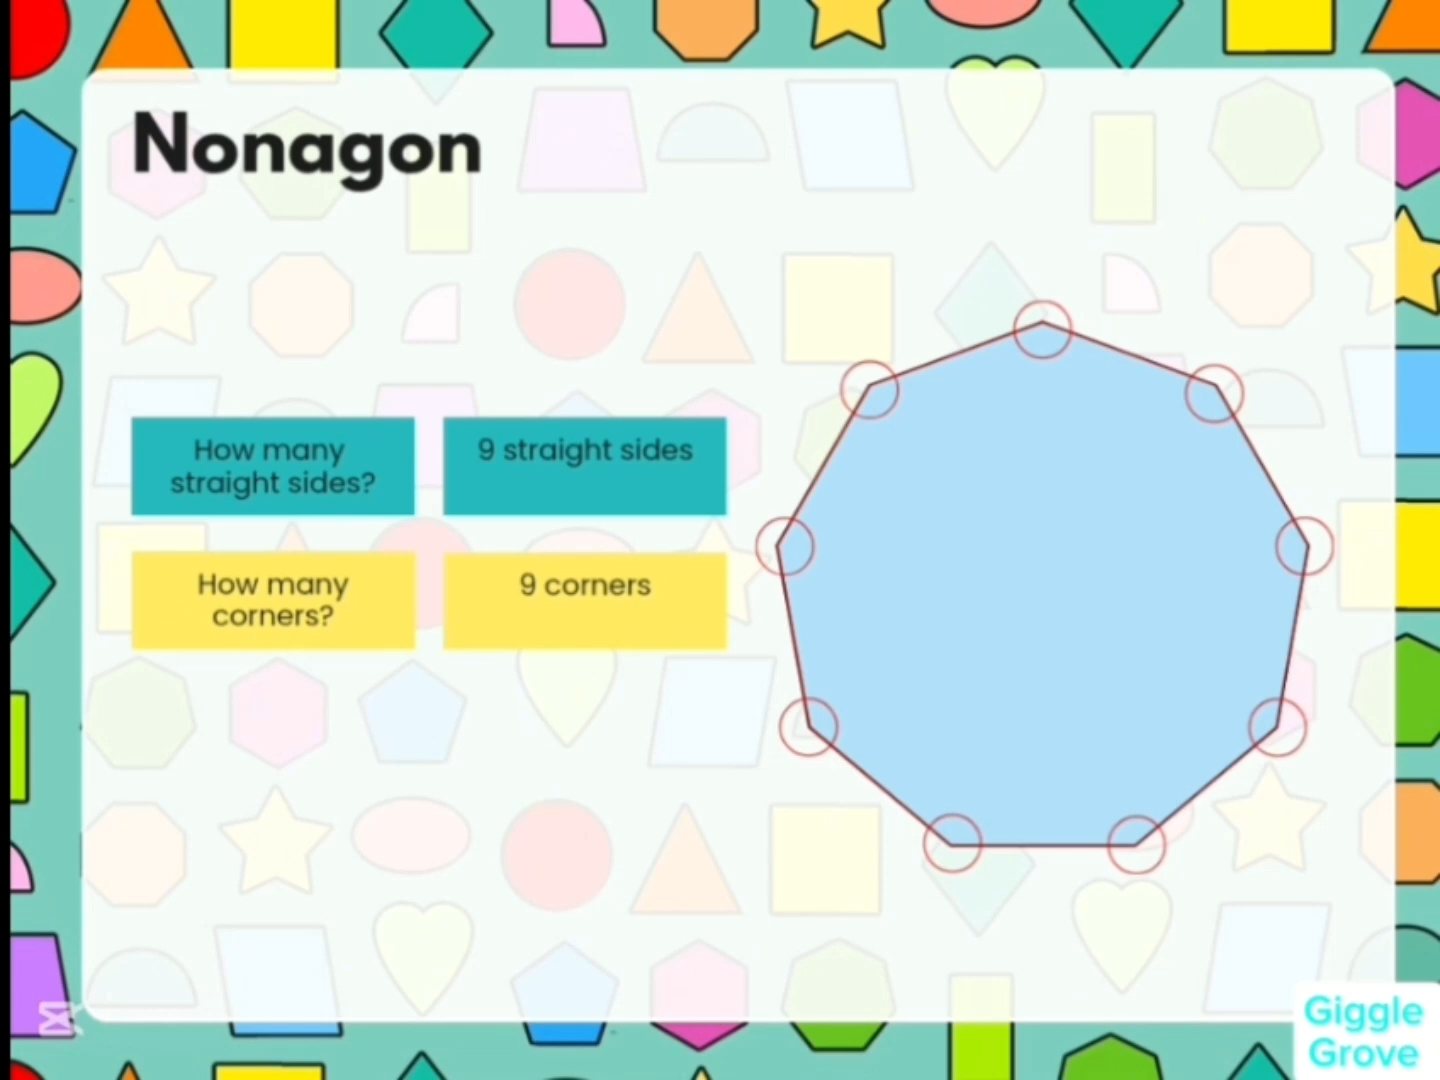 Nonagon
How many
straight sides?
9 straight sides
How many
corners?
9 corners
Giggle
Grove